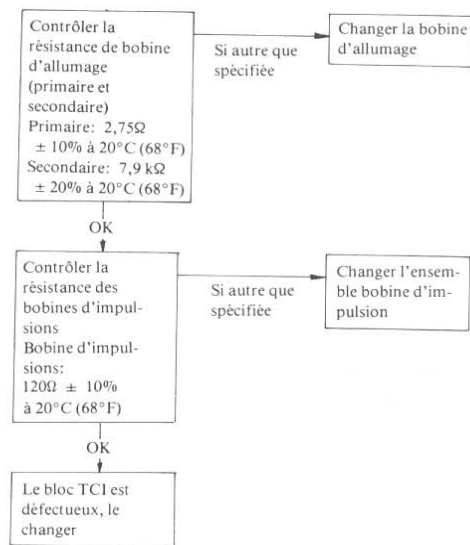 Contrôler la
résistance de bobine
d'allumage
(primaire et
secondaire)
Primaire: 2,75Ω
± 10% à 20°C (68°F)
Secondaire: 7,9 kΩ
± 20% à 20°C (68°F)
Si autre que
spécifiée
Changer la bobine
d'allumage
OK
Contrôler la
résistance des
bobines d'impul-
sions
Bobine d'impul-
sions:
120Ω ± 10%
à 20°C (68°F)
Si autre que
spécifiée
Changer l'ensem-
ble bobine d'im-
pulsion
OK
Le bloc TCI est
défectueux, le
changer